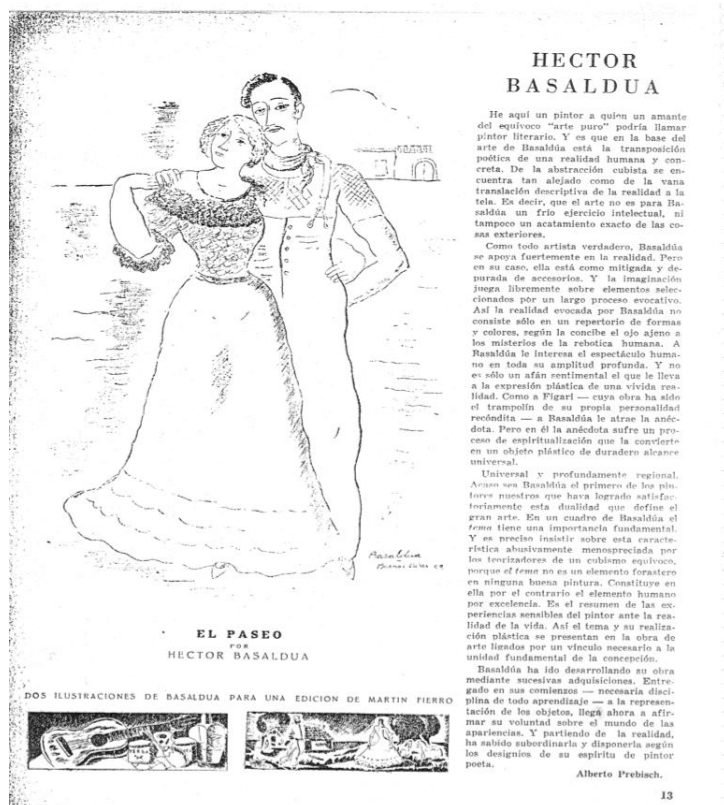 HECTOR
BASALDUA
He aquí un pintor a quien un amante
del equívoco "arte puro" podría llamar
pintor literario. Y es que en la base del
arte de Basaldúa está la transposición
poética de una realidad humana y con-
creta. De la abstracción cubista se en-
cuentra tan alejado como de la vana
translación descriptiva de la realidad a la
tela. Es decir, que el arte no es para Ba-
saldúa un frío ejercicio intelectual, ni
tampoco un acatamiento exacto de las co-
sas exteriores.
Como todo artista verdadero, Basaldúa
se apoya fuertemente en la realidad. Pero
en su caso, ella está como mitigada y de-
purada de accesorios. Y la imaginación
juega libremente sobre elementos selec-
cionados por un largo proceso evocativo.
Así la realidad evocada por Basaldúa no
consiste sólo en un repertorio de formas
y colores, según la concibe el ojo ajeno a
los misterios de la rebotica humana. A
Basaldúa le interesa el espectáculo huma-
no en toda su amplitud profunda. Y no
es sólo un afán sentimental el que le lleva
a la expresión plástica de una vivida rea-
lidad. Como a Figari — cuya obra ha sido
el trampolín de su propia personalidad
recóndita — a Basaldúa le atrae la anéc-
dota. Pero en él la anécdota sufre un pro-
ceso de espiritualización que la convierte
en un objeto plástico de duradero alcance
universal.
Universal y profundamente regional.
Acaso sea Basaldúa el primero de los pin-
tores nuestros que haya logrado satisfac-
toriamente esta dualidad que define el
gran arte. En un cuadro de Basaldúa el
tema tiene una importancia fundamental.
Y es preciso insistir sobre esta caracte-
rística abusivamente menospreciada por
los teorizadores de un cubismo equívoco,
porque el tema no es un elemento forastero
en ninguna buena pintura. Constituye en
ella por el contrario el elemento humano
por excelencia. Es el resumen de las ex-
periencias sensibles del pintor ante la rea-
lidad de la vida. Así el tema y su realiza-
ción plástica se presentan en la obra de
arte ligados por un vínculo necesario a la
unidad fundamental de la concepción.
Basaldúa ha ido desarrollando su obra
mediante sucesivas adquisiciones. Entre-
gado en sus comienzos — necesaria disci-
plina de todo aprendizaje — a la represen-
tación de los objetos, llega ahora a afir-
mar su voluntad sobre el mundo de las
apariencias. Y partiendo de la realidad,
ha sabido subordinarla y disponerla según
los designios de su espíritu de pintor
poeta.
Alberto Prebisch.
Basaldua
Buenos Aires
EL PASEO
POR
HECTOR BASALDUA
DOS ILUSTRACIONES DE BASALDUA PARA UNA EDICION DE MARTIN FIERRO
13